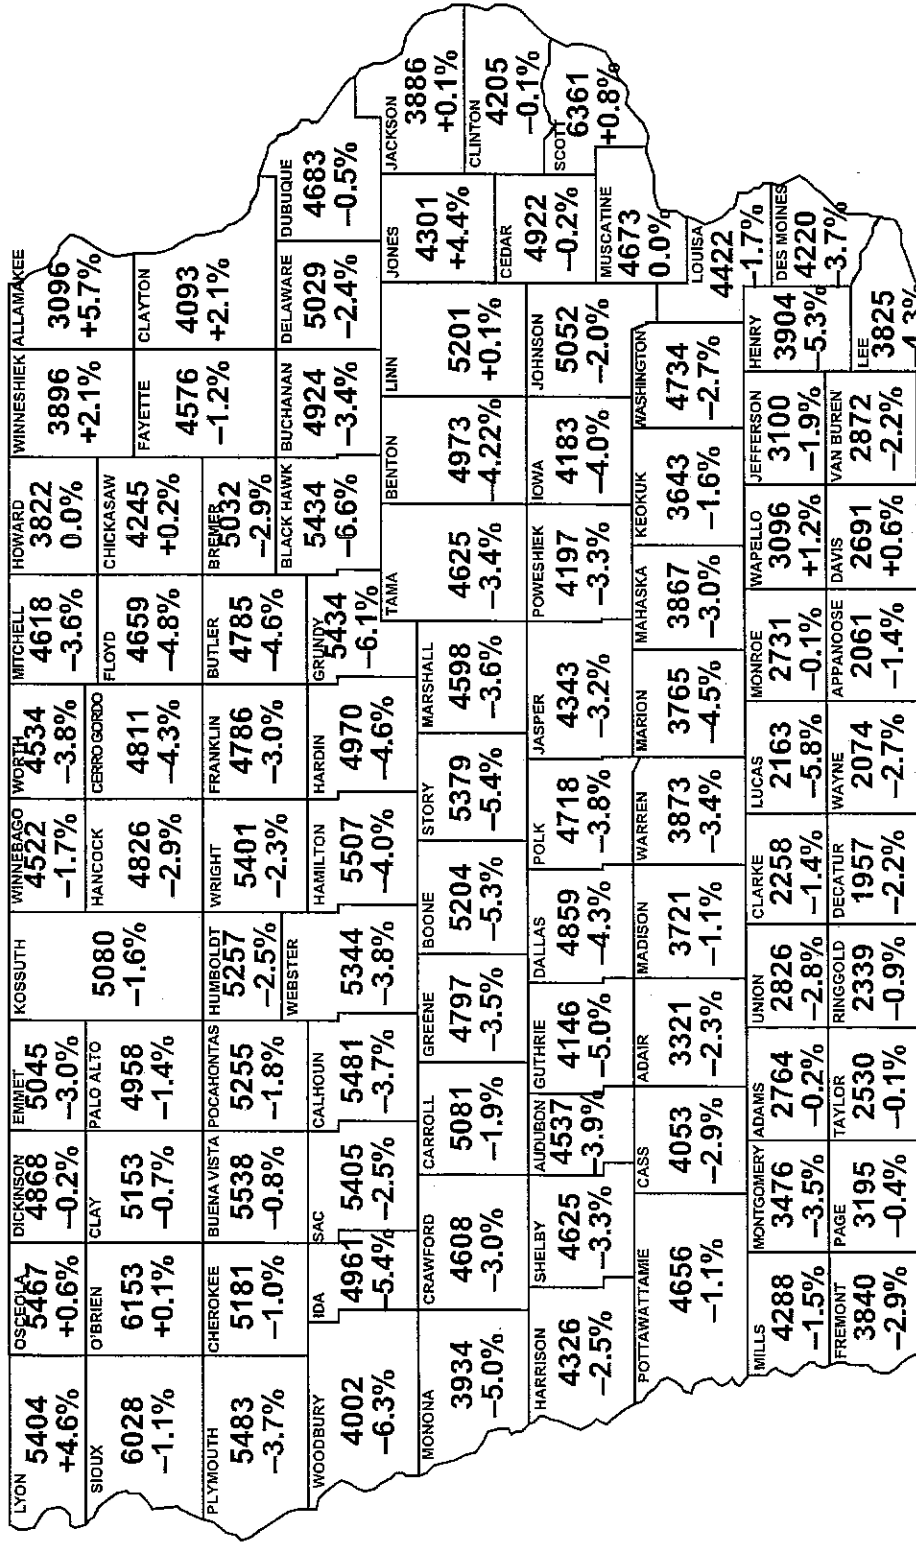 LYON
5404
+4.6%
OSCEOLA
5467
+0.6%
DICKINSON
4868
–0.2%
EMMET
5045
–3.0%
KOSSUTH
5080
–1.6%
WINNEBAGO
4522
–1.7%
WORTH
4534
–3.8%
MITCHELL
4618
–3.6%
HOWARD
3822
0.0%
WINNESHIEK
3896
+2.1%
ALLAMAKEE
3096
+5.7%
SIOUX
6028
–1.1%
O'BRIEN
6153
+0.1%
CLAY
5153
–0.7%
PALO ALTO
4958
–1.4%
HANCOCK
4826
–2.9%
CERRO GORDO
4811
–4.3%
FLOYD
4659
–4.8%
CHICKASAW
4245
+0.2%
FAYETTE
4576
–1.2%
CLAYTON
4093
+2.1%
PLYMOUTH
5483
–3.7%
CHEROKEE
5181
–1.0%
BUENA VISTA
5538
–0.8%
POCAHONTAS
5255
–1.8%
HUMBOLDT
5257
–2.5%
WRIGHT
5401
–2.3%
FRANKLIN
4786
–3.0%
BUTLER
4785
–4.6%
BREMER
5032
–2.9%
WOODBURY
4002
–6.3%
IDA
4961
–5.4%
SAC
5405
–2.5%
CALHOUN
5481
–3.7%
WEBSTER
5344
–3.8%
HAMILTON
5507
–4.0%
HARDIN
4970
–4.6%
GRUNDY
5434
–6.1%
BLACK HAWK
5434
–6.6%
BUCHANAN
4924
–3.4%
DELAWARE
5029
–2.4%
DUBUQUE
4683
–0.5%
MONONA
3934
–5.0%
CRAWFORD
4608
–3.0%
CARROLL
5081
–1.9%
GREENE
4797
–3.5%
BOONE
5204
–5.3%
STORY
5379
–5.4%
MARSHALL
4598
–3.6%
TAMA
4625
–3.4%
BENTON
4973
–4.22%
LINN
5201
+0.1%
JONES
4301
+4.4%
JACKSON
3886
+0.1%
CLINTON
4205
–0.1%
HARRISON
4326
–2.5%
SHELBY
4625
–3.3%
AUDUBON
4537
–3.9%
GUTHRIE
4146
–5.0%
DALLAS
4859
–4.3%
POLK
4718
–3.8%
JASPER
4343
–3.2%
POWESHIEK
4197
–3.3%
IOWA
4183
–4.0%
JOHNSON
5052
–2.0%
CEDAR
4922
–0.2%
SCOTT
6361
+0.8%
MUSCATINE
4673
0.0%
POTTAWATTAMIE
4656
–1.1%
CASS
4053
–2.9%
ADAIR
3321
–2.3%
MADISON
3721
–1.1%
WARREN
3873
–3.4%
MARION
3765
–4.5%
MAHASKA
3867
–3.0%
KEOKUK
3643
–1.6%
WASHINGTON
4734
–2.7%
LOUISA
4422
–1.7%
MILLS
4288
–1.5%
MONTGOMERY
3476
–3.5%
ADAMS
2764
–0.2%
UNION
2826
–2.8%
CLARKE
2258
–1.4%
LUCAS
2163
–5.8%
MONROE
2731
–0.1%
WAPELLO
3096
+1.2%
JEFFERSON
3100
–1.9%
HENRY
3904
–5.3%
DES MOINES
4220
–3.7%
FREMONT
3840
–2.9%
PAGE
3195
–0.4%
TAYLOR
2530
–0.1%
RINGGOLD
2339
–0.9%
DECATUR
1957
–2.2%
WAYNE
2074
–2.7%
APPANOOSE
2061
–1.4%
DAVIS
2691
+0.6%
VAN BUREN
2872
–2.2%
LEE
3825